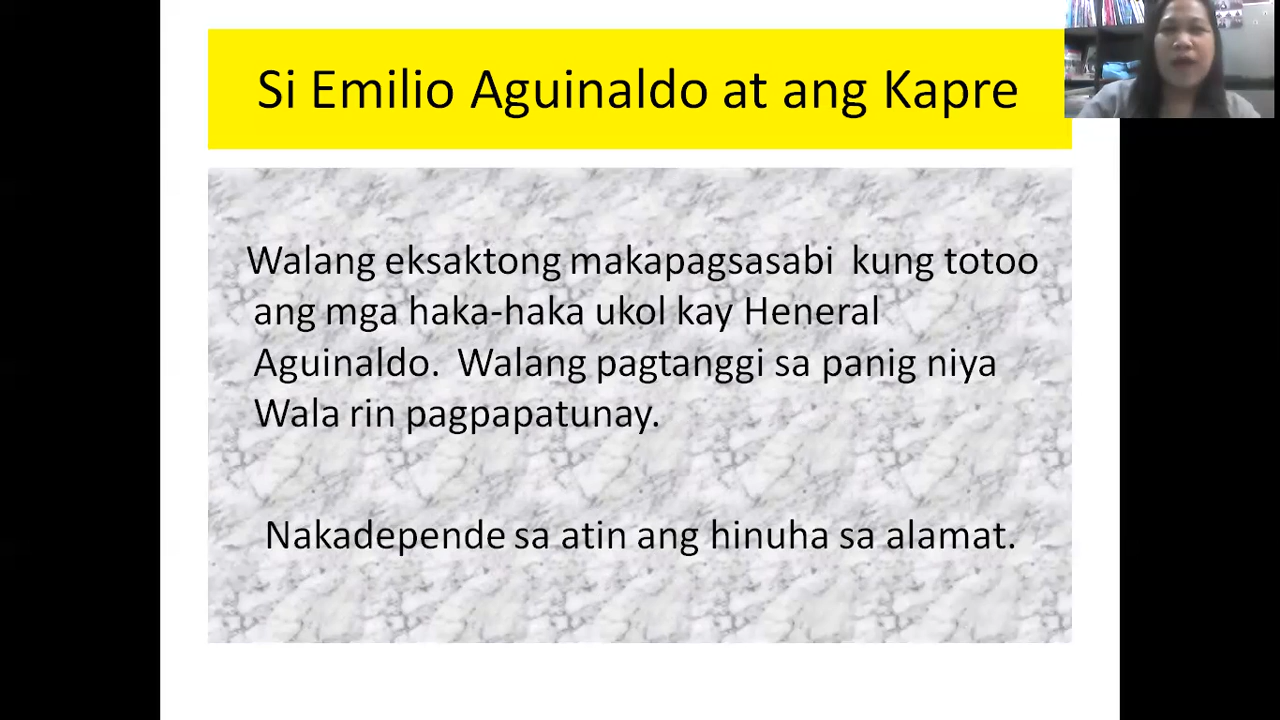 Si Emilio Aguinaldo at ang Kapre
Walang eksaktong makapagsasabi kung totoo
ang mga haka-haka ukol kay Heneral
Aguinaldo. Walang pagtanggi sa panig niya
Wala rin pagpapatunay.
Nakadepende sa atin ang hinuha sa alamat.